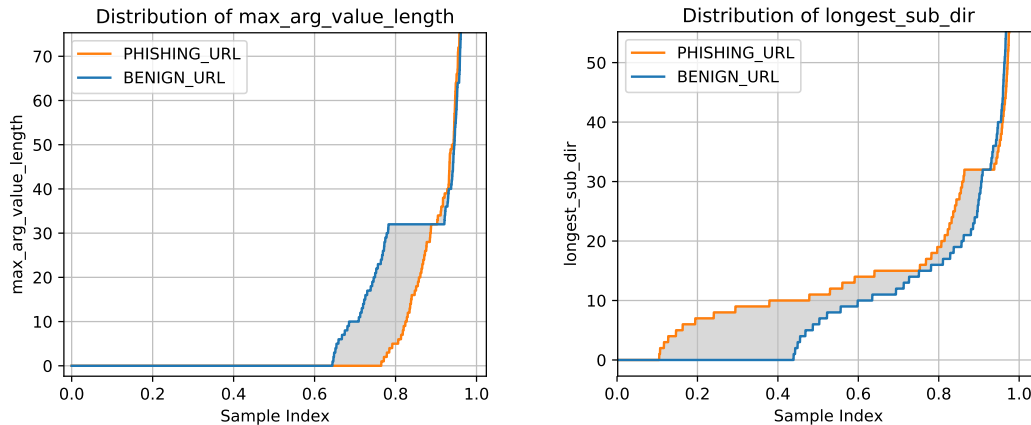 Distribution of max_arg_value_length
PHISHING_URL
BENIGN_URL
max_arg_value_length
70
60
50
40
30
20
10
0
0.0 0.2 0.4 0.6 0.8 1.0
Sample Index
Distribution of longest_sub_dir
PHISHING_URL
BENIGN_URL
longest_sub_dir
50
40
30
20
10
0
0.0 0.2 0.4 0.6 0.8 1.0
Sample Index